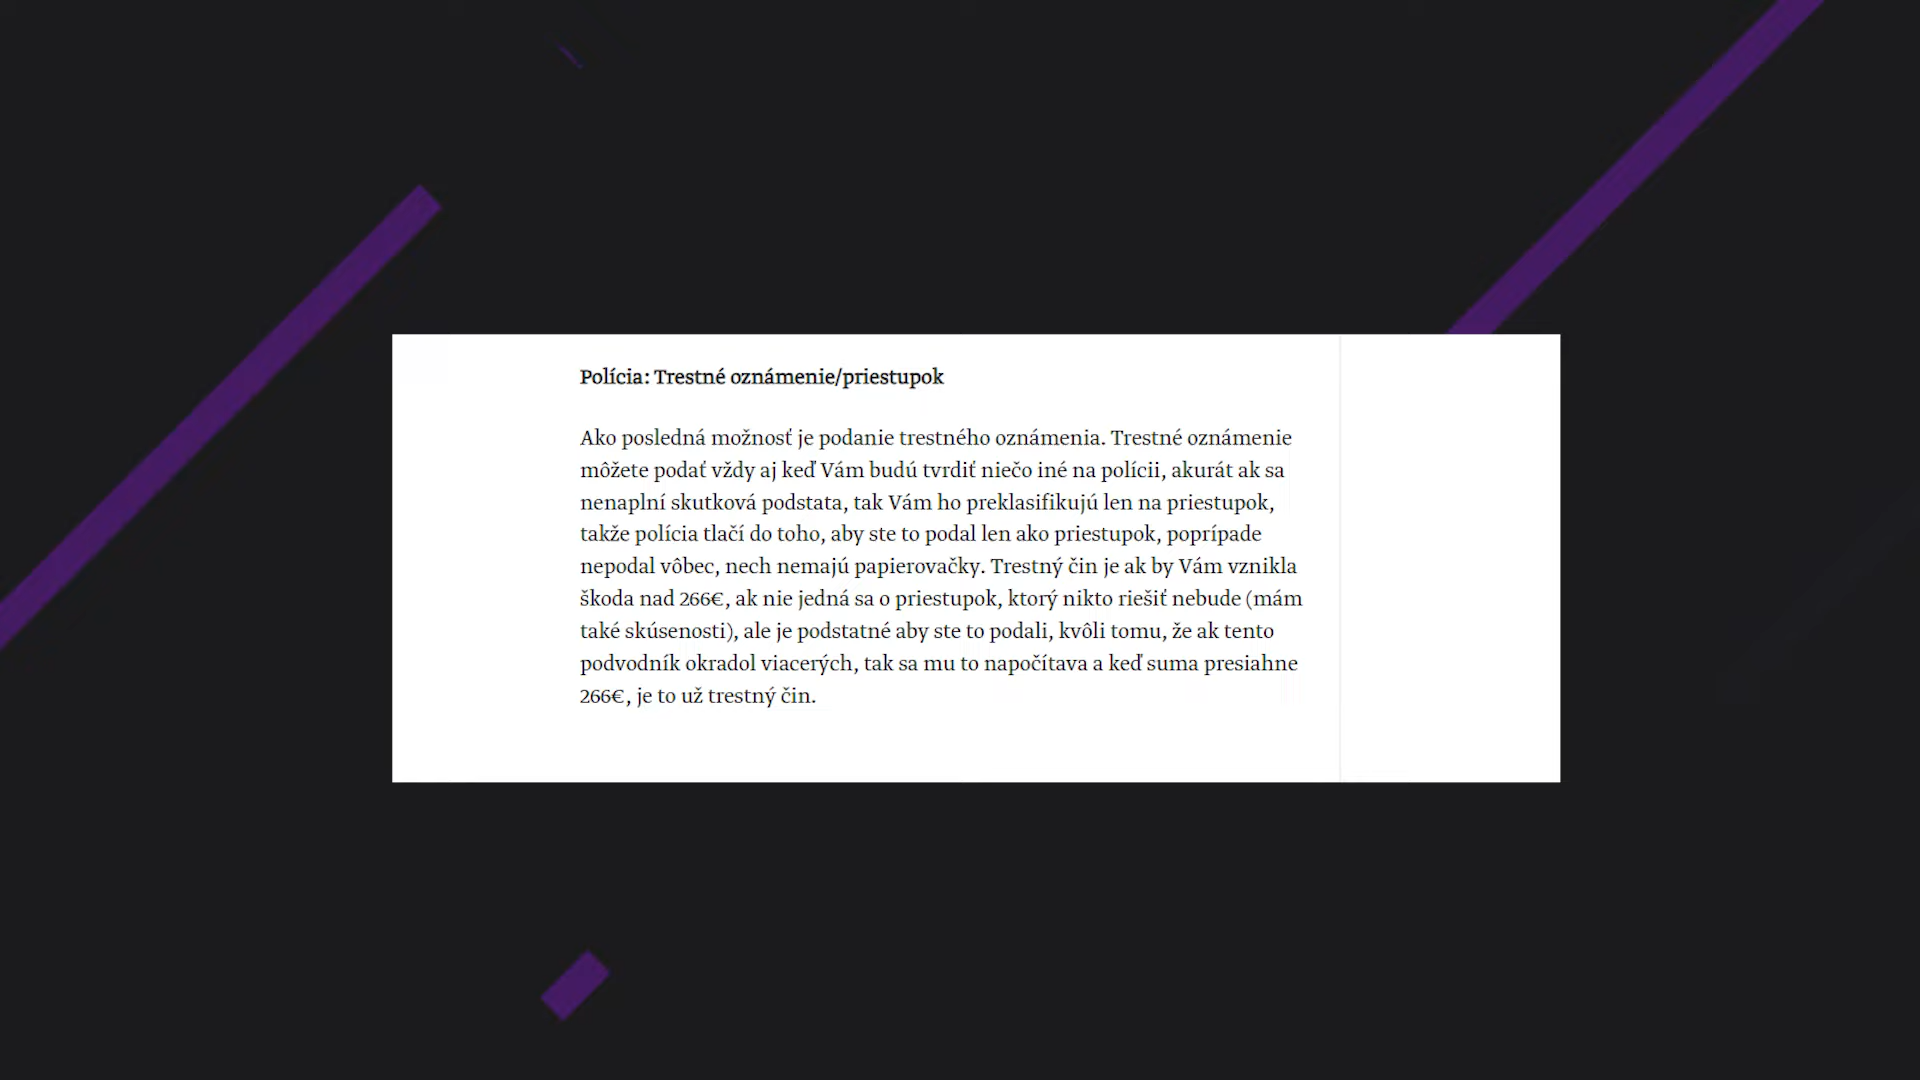 Polícia: Trestné oznámenie/priestupok
Ako posledná možnosť je podanie trestného oznámenia. Trestné oznámenie
môžete podať vždy aj keď Vám budú tvrdiť niečo iné na polícii, akurát ak sa
nenaplní skutková podstata, tak Vám ho preklasifikujú len na priestupok,
takže polícia tlačí do toho, aby ste to podal len ako priestupok, poprípade
nepodal vôbec, nech nemajú papierovačky. Trestný čin je ak by Vám vznikla
škoda nad 266€, ak nie jedná sa o priestupok, ktorý nikto riešiť nebude (mám
také skúsenosti), ale je podstatné aby ste to podali, kvôli tomu, že ak tento
podvodník okradol viacerých, tak sa mu to napočítava a keď suma presiahne
266€, je to už trestný čin.